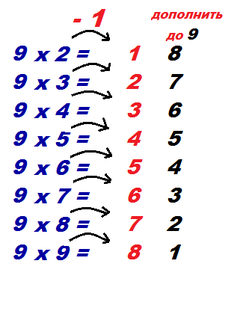 - 1 дополнить
до 9
9 x 2 = 1 8
9 x 3 = 2 7
9 x 4 = 3 6
9 x 5 = 4 5
9 x 6 = 5 4
9 x 7 = 6 3
9 x 8 = 7 2
9 x 9 = 8 1